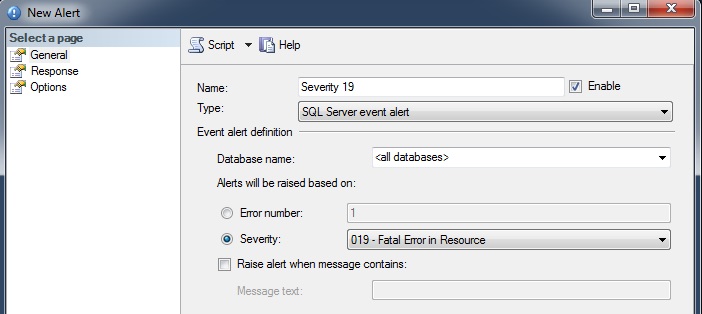 New Alert
Select a page
General
Response
Options
Script
Help
Name: Severity 19 Enable
Type: SQL Server event alert
Event alert definition
Database name: <all databases>
Alerts will be raised based on:
Error number: 1
Severity: 019 - Fatal Error in Resource
Raise alert when message contains:
Message text: